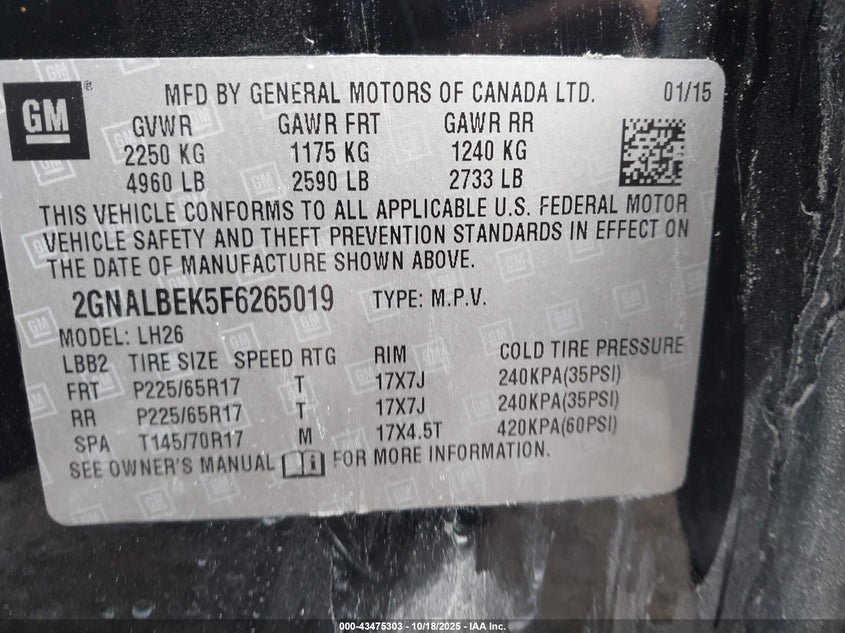 GM ®
MFD BY GENERAL MOTORS OF CANADA LTD. 01/15
GVWR GAWR FRT GAWR RR
2250 KG 1175 KG 1240 KG
4960 LB 2590 LB 2733 LB
THIS VEHICLE CONFORMS TO ALL APPLICABLE U.S. FEDERAL MOTOR
VEHICLE SAFETY AND THEFT PREVENTION STANDARDS IN EFFECT ON
THE DATE OF MANUFACTURE SHOWN ABOVE.
2GNALBEK5F6265019 TYPE: M.P.V.
MODEL: LH26
LBB2 TIRE SIZE SPEED RTG RIM COLD TIRE PRESSURE
FRT P225/65R17 T 17X7J 240KPA(35PSI)
RR P225/65R17 T 17X7J 240KPA(35PSI)
SPA T145/70R17 M 17X4.5T 420KPA(60PSI)
SEE OWNER'S MANUAL i FOR MORE INFORMATION.
000-43475303 | 10/18/2025 - IAA Inc.